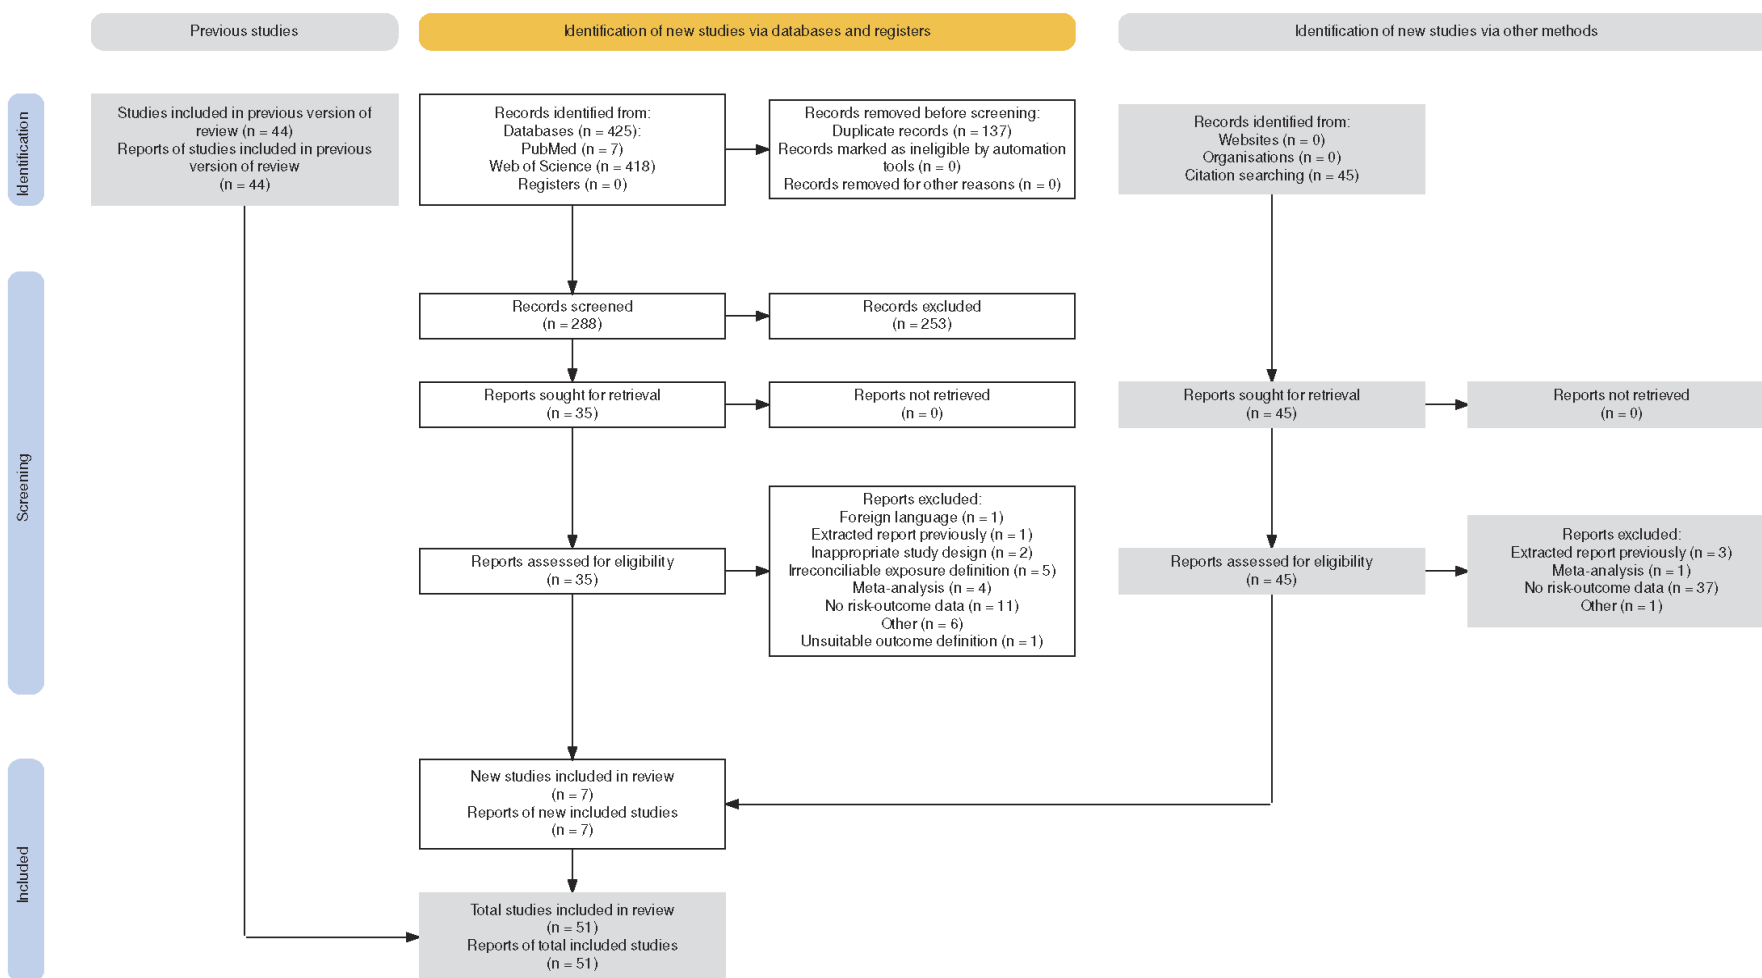 Previous studies
Identification of new studies via databases and registers
Identification of new studies via other methods
Identification
Studies included in previous version of
review (n = 44)
Reports of studies included in previous
version of review
(n = 44)
Records identified from:
Databases (n = 425):
PubMed (n = 7)
Web of Science (n = 418)
Registers (n = 0)
Records removed before screening:
Duplicate records (n = 137)
Records marked as ineligible by automation
tools (n = 0)
Records removed for other reasons (n = 0)
Records identified from:
Websites (n = 0)
Organisations (n = 0)
Citation searching (n = 45)
Screening
Records screened
(n = 288)
Records excluded
(n = 253)
Reports sought for retrieval
(n = 35)
Reports not retrieved
(n = 0)
Reports sought for retrieval
(n = 45)
Reports not retrieved
(n = 0)
Reports assessed for eligibility
(n = 35)
Reports excluded:
Foreign language (n = 1)
Extracted report previously (n = 1)
Inappropriate study design (n = 2)
Irreconciliable exposure definition (n = 5)
Meta-analysis (n = 4)
No risk-outcome data (n = 11)
Other (n = 6)
Unsuitable outcome definition (n = 1)
Reports assessed for eligibility
(n = 45)
Reports excluded:
Extracted report previously (n = 3)
Meta-analysis (n = 1)
No risk-outcome data (n = 37)
Other (n = 1)
Included
New studies included in review
(n = 7)
Reports of new included studies
(n = 7)
Total studies included in review
(n = 51)
Reports of total included studies
(n = 51)